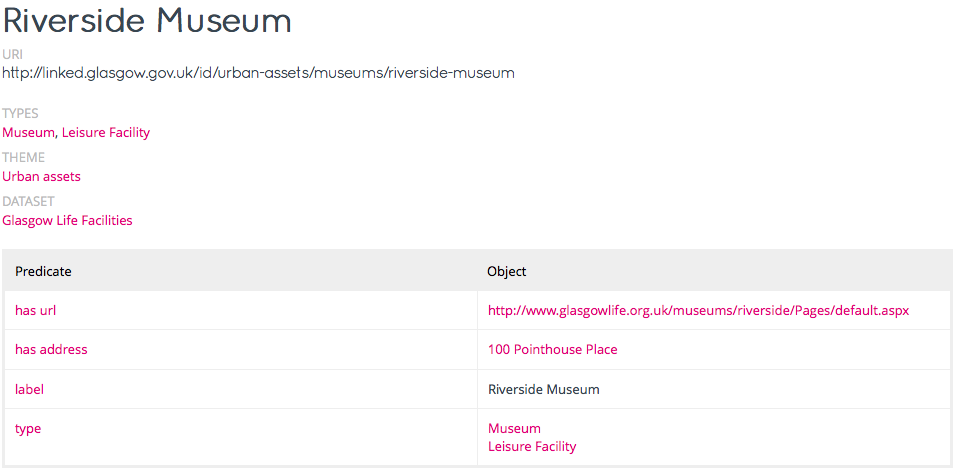 Riverside Museum
URI
http://linked.glasgow.gov.uk/id/urban-assets/museums/riverside-museum
TYPES
Museum, Leisure Facility
THEME
Urban assets
DATASET
Glasgow Life Facilities
Predicate Object
has url http://www.glasgowlife.org.uk/museums/riverside/Pages/default.aspx
has address 100 Pointhouse Place
label Riverside Museum
type Museum
Leisure Facility